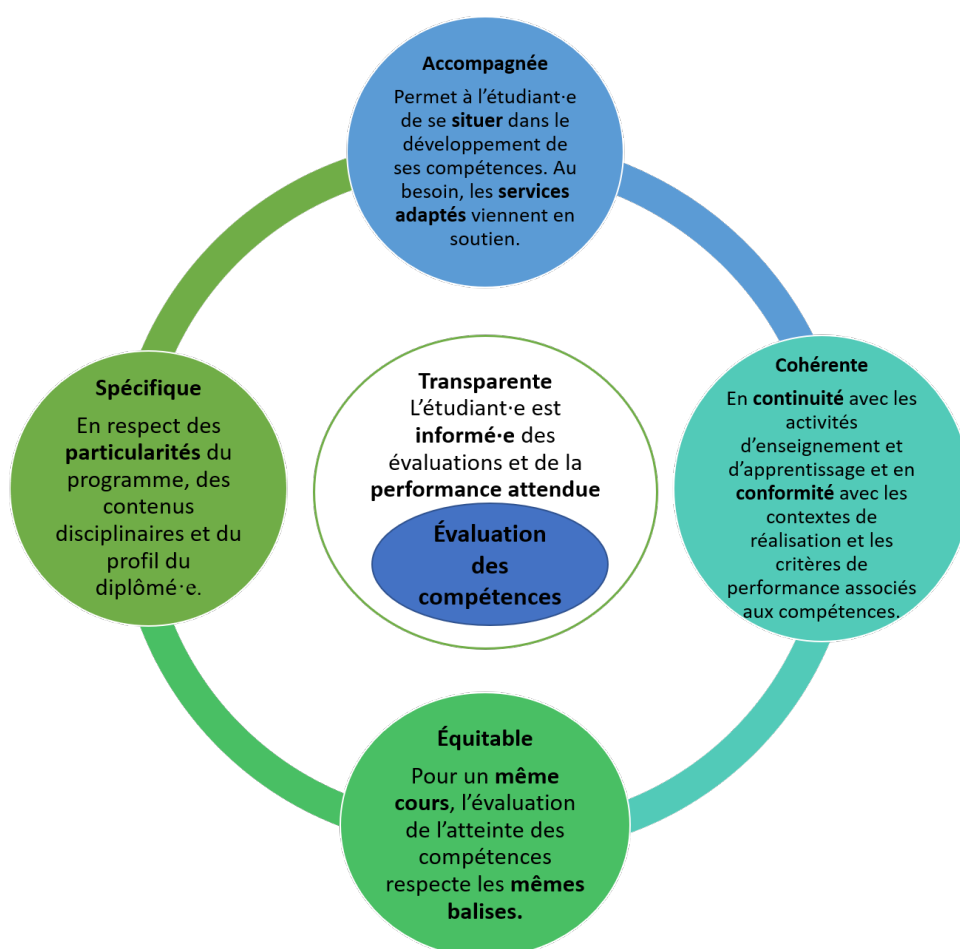 Accompagnée
Permet à l’étudiant·e
de se situer dans le
développement de
ses compétences. Au
besoin, les services
adaptés viennent en
soutien.
Spécifique
En respect des
particularités du
programme, des
contenus
disciplinaires et du
profil du
diplômé·e.
Transparente
L’étudiant·e est
informé·e des
évaluations et de la
performance attendue
Évaluation
des
compétences
Cohérente
En continuité avec les
activités
d’enseignement et
d’apprentissage et en
conformité avec les
contextes de
réalisation et les
critères de
performance associés
aux compétences.
Équitable
Pour un même
cours, l’évaluation
de l’atteinte des
compétences
respecte les mêmes
balises.